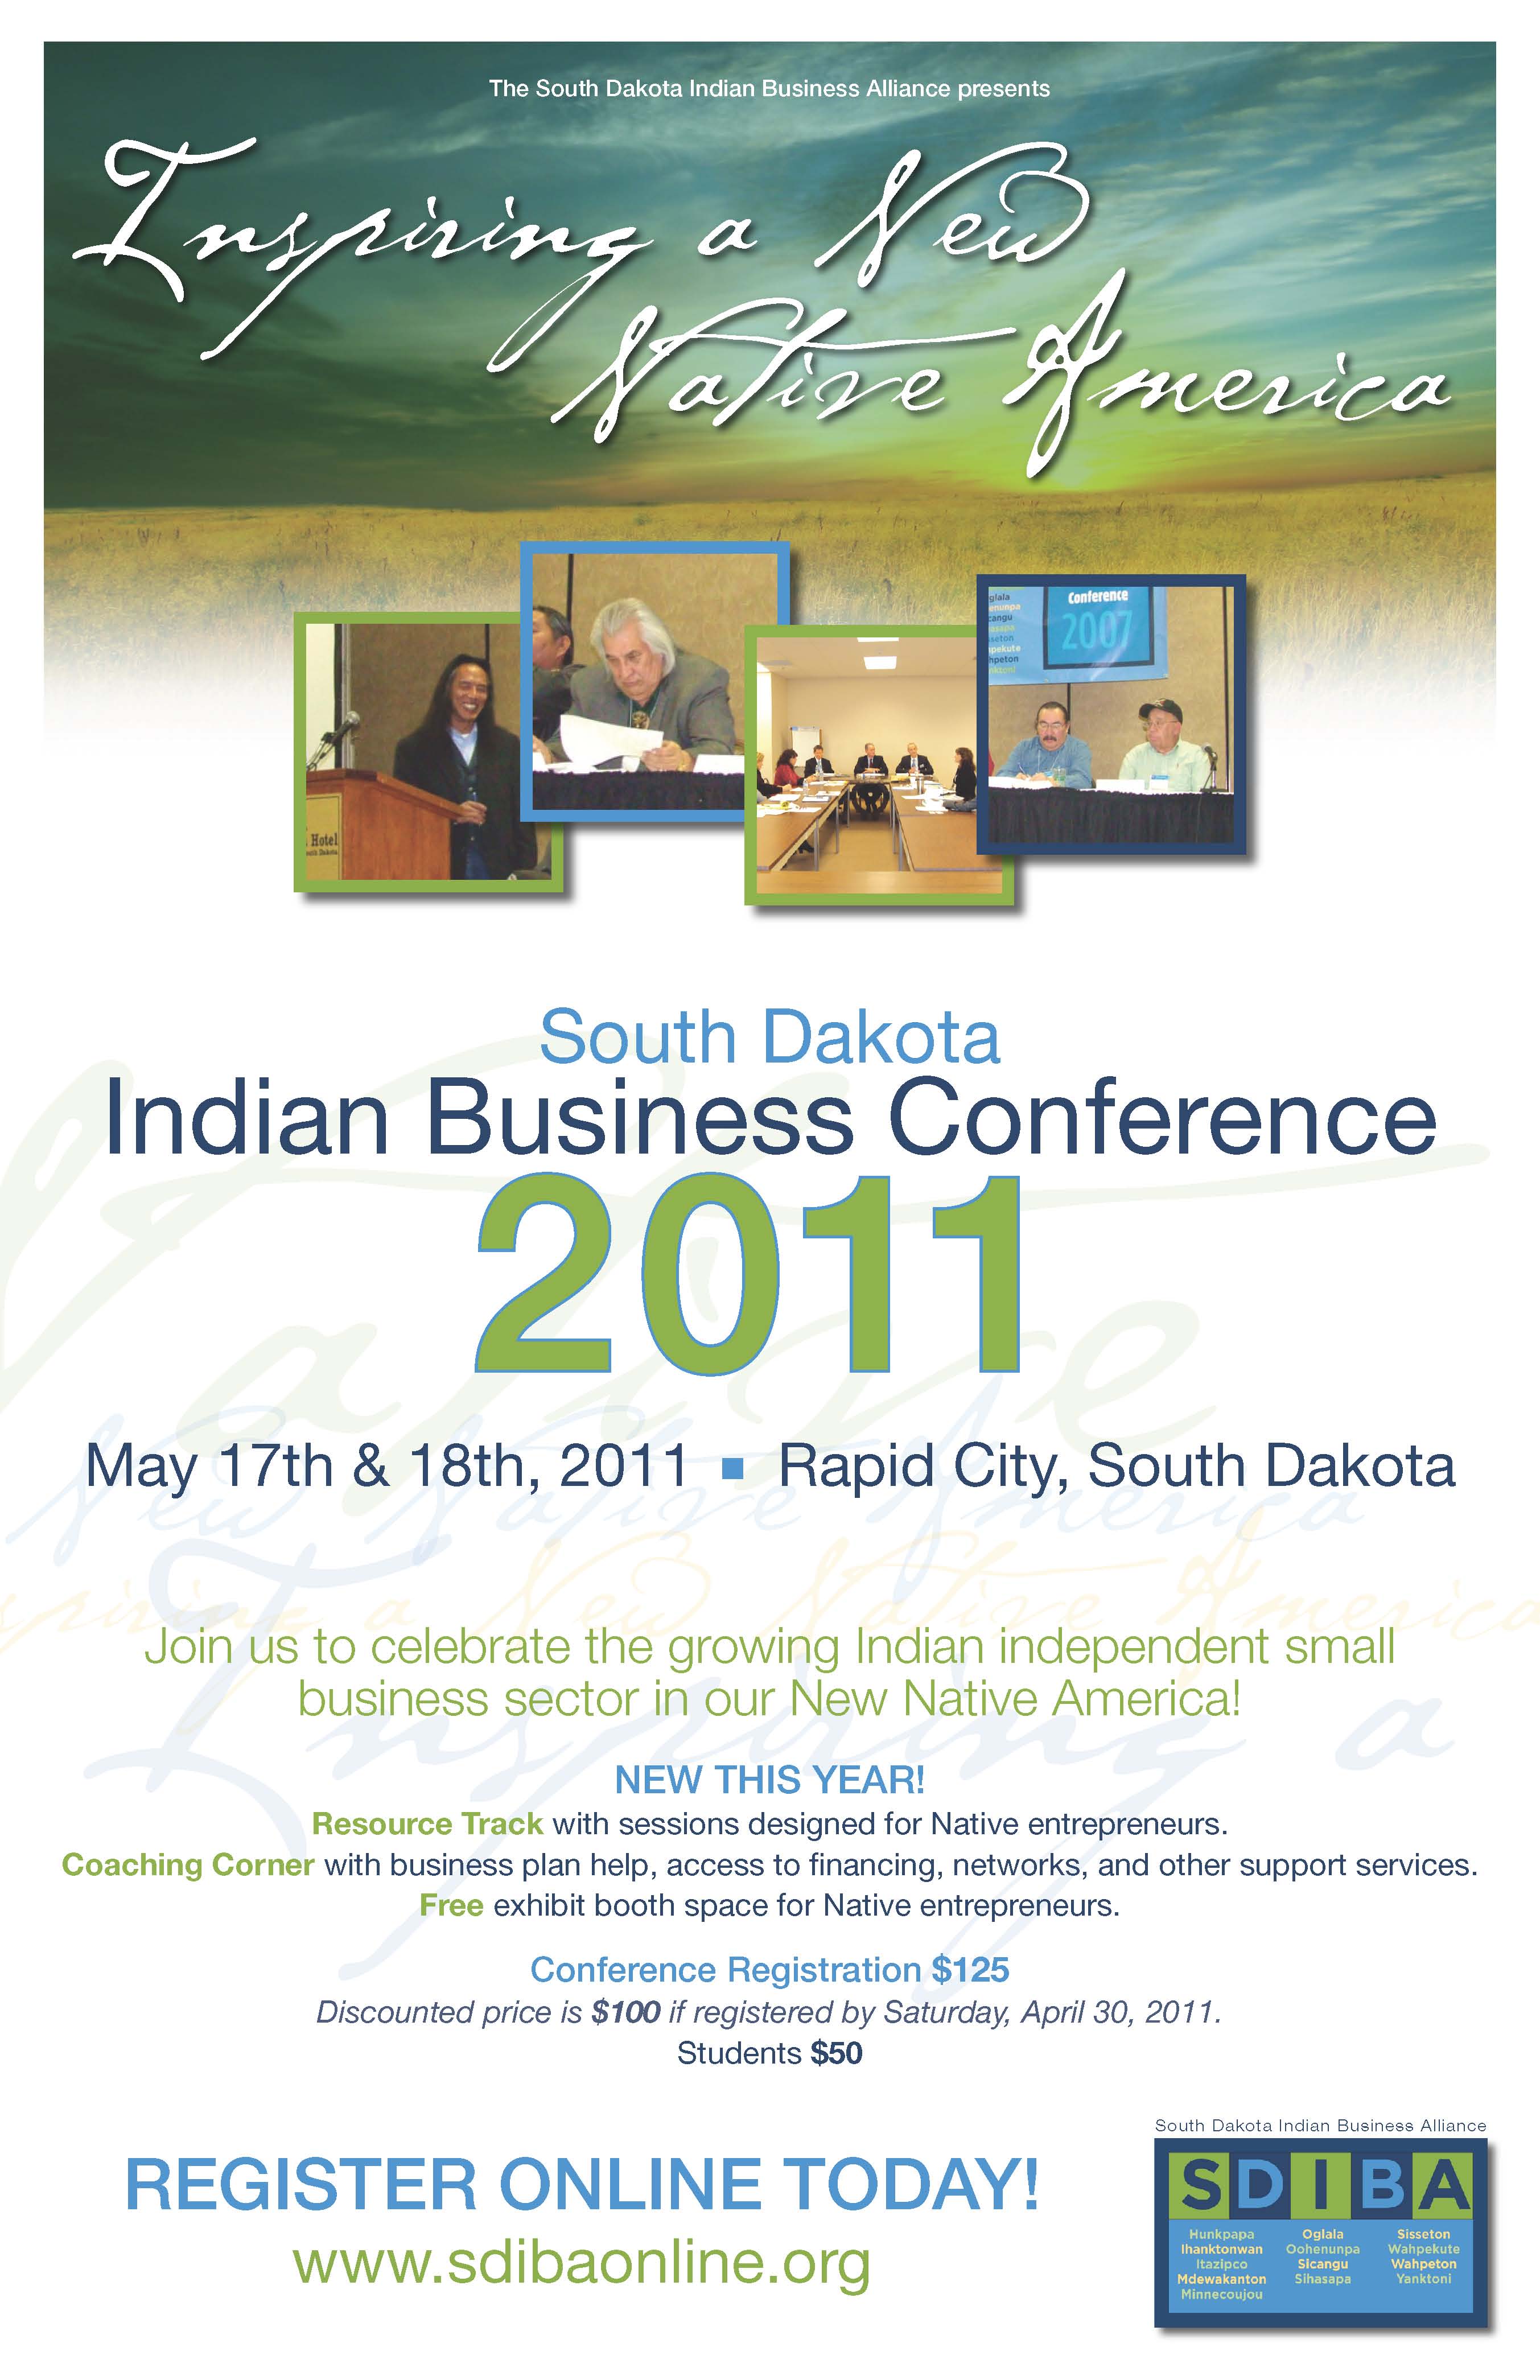 The South Dakota Indian Business Alliance presents
Inspiring a New
Native America
Hotel
South Dakota
Conference
2007
South Dakota
Indian Business Conference
2011
May 17th & 18th, 2011 ▪ Rapid City, South Dakota
Join us to celebrate the growing Indian independent small
business sector in our New Native America!
NEW THIS YEAR!
Resource Track with sessions designed for Native entrepreneurs.
Coaching Corner with business plan help, access to financing, networks, and other support services.
Free exhibit booth space for Native entrepreneurs.
Conference Registration $125
Discounted price is $100 if registered by Saturday, April 30, 2011.
Students $50
REGISTER ONLINE TODAY!
www.sdibaonline.org
South Dakota Indian Business Alliance
SDIBA
Hunkpapa Oglala Sisseton
Ihanktonwan Oohenunpa Wahpekute
Itazipco Sicangu Wahpeton
Mdewakanton Sihasapa Yanktoni
Minnecoujou